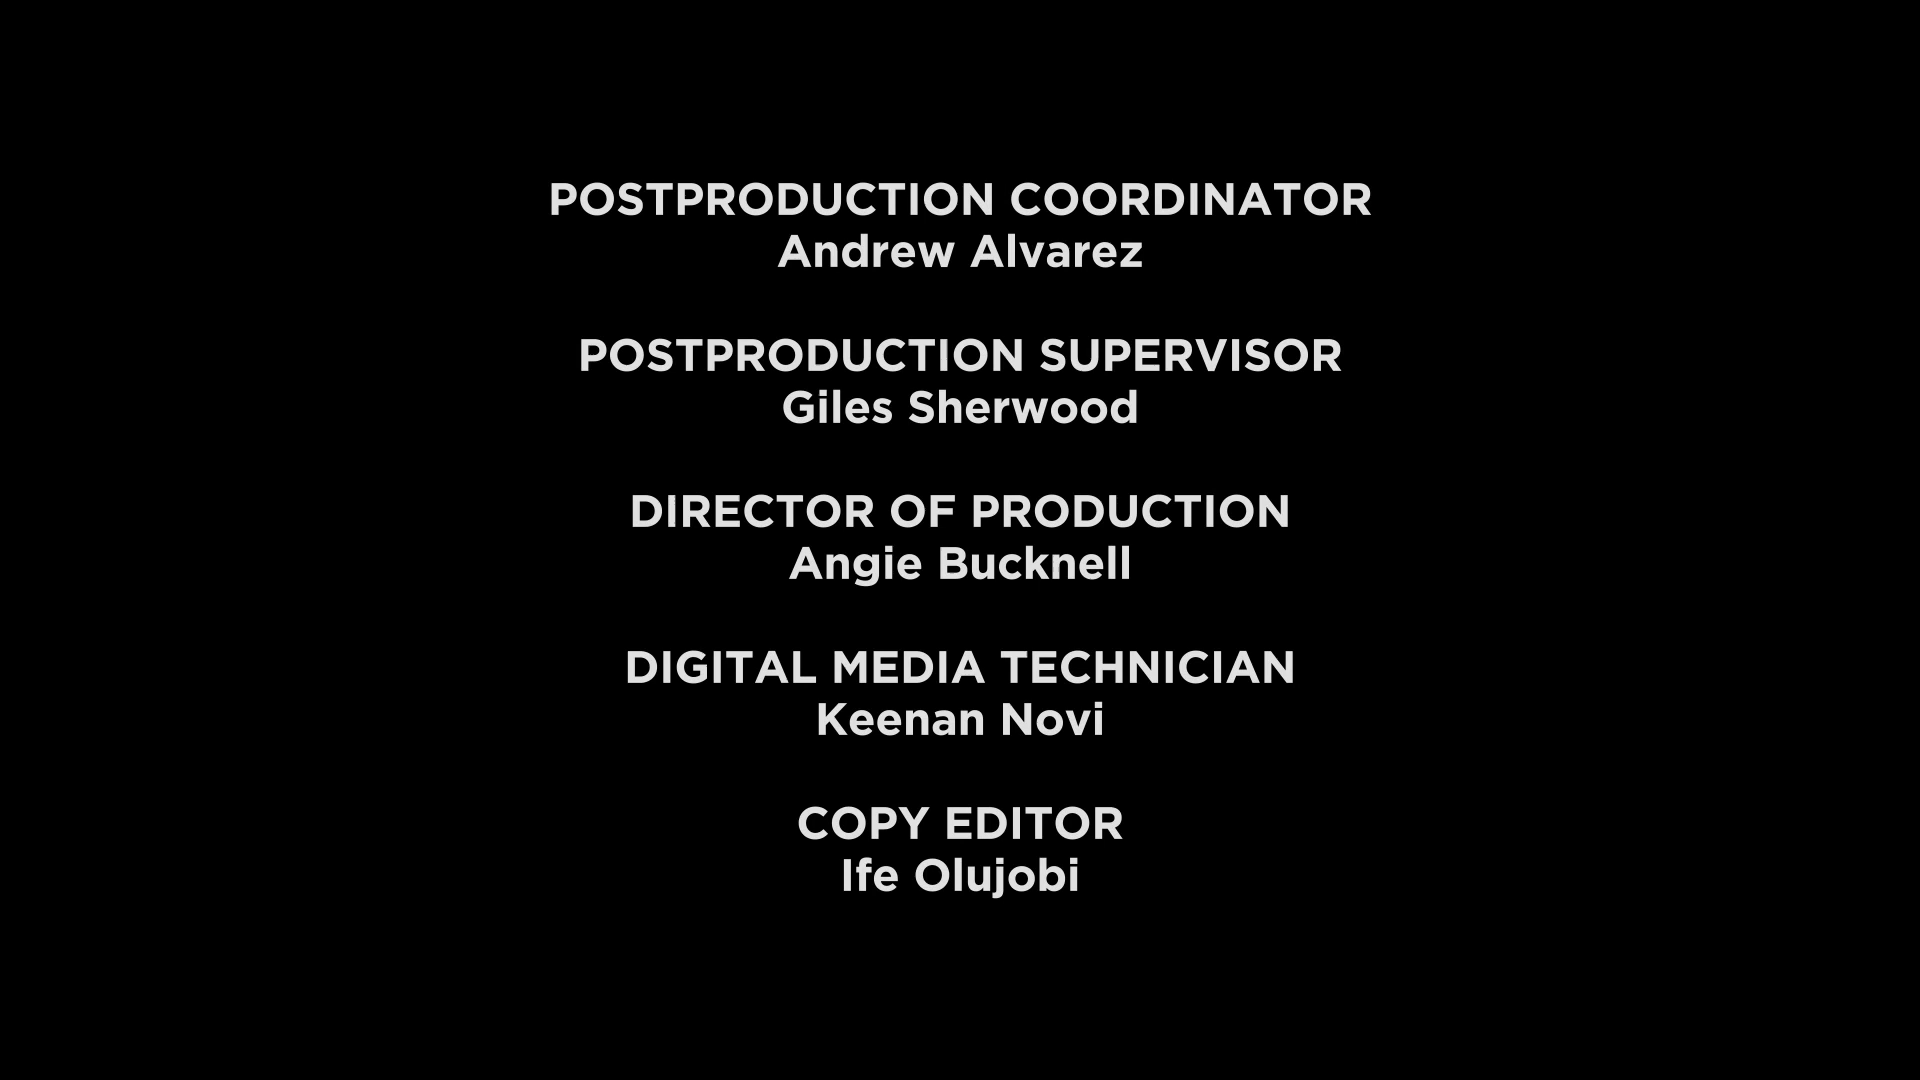 POSTPRODUCTION COORDINATOR
Andrew Alvarez
POSTPRODUCTION SUPERVISOR
Giles Sherwood
DIRECTOR OF PRODUCTION
Angie Bucknell
DIGITAL MEDIA TECHNICIAN
Keenan Novi
COPY EDITOR
Ife Olujobi